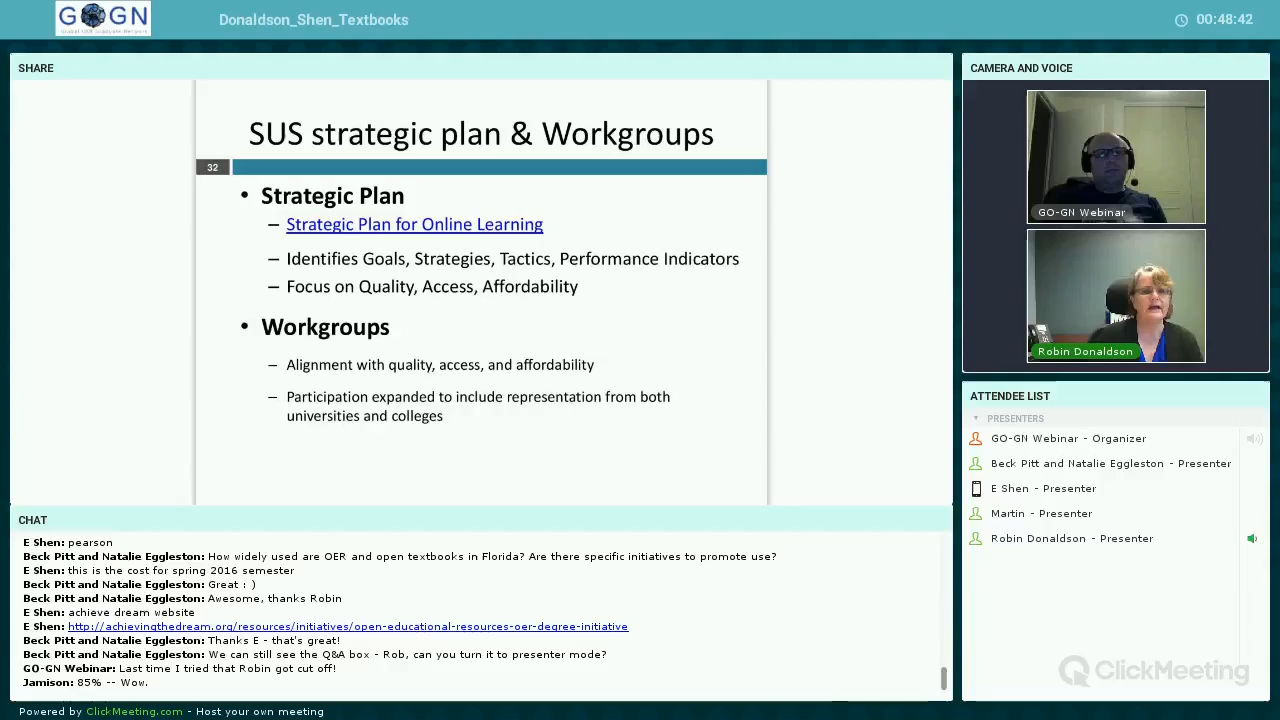 GOGN
Donaldson_Shen_Textbooks
00:48:42
SHARE
SUS strategic plan & Workgroups
32
• Strategic Plan
– Strategic Plan for Online Learning
– Identifies Goals, Strategies, Tactics, Performance Indicators
– Focus on Quality, Access, Affordability
• Workgroups
– Alignment with quality, access, and affordability
– Participation expanded to include representation from both
universities and colleges
CHAT
E Shen: pearson
Beck Pitt and Natalie Eggleston: How widely used are OER and open textbooks in Florida? Are there specific initiatives to promote use?
E Shen: this is the cost for spring 2016 semester
Beck Pitt and Natalie Eggleston: Great : )
Beck Pitt and Natalie Eggleston: Awesome, thanks Robin
E Shen: achieve dream website
E Shen: http://achievingthedream.org/resources/initiatives/open-educational-resources-oer-degree-initiative
Beck Pitt and Natalie Eggleston: Thanks E - that's great!
Beck Pitt and Natalie Eggleston: We can still see the Q&A box - Rob, can you turn it to presenter mode?
GO-GN Webinar: Last time I tried that Robin got cut off!
Jamison: 85% -- Wow.
CAMERA AND VOICE
GO-GN Webinar
Robin Donaldson
ATTENDEE LIST
PRESENTERS
GO-GN Webinar - Organizer
Beck Pitt and Natalie Eggleston - Presenter
E Shen - Presenter
Martin - Presenter
Robin Donaldson - Presenter
ClickMeeting
Powered by ClickMeeting.com - Host your own meeting